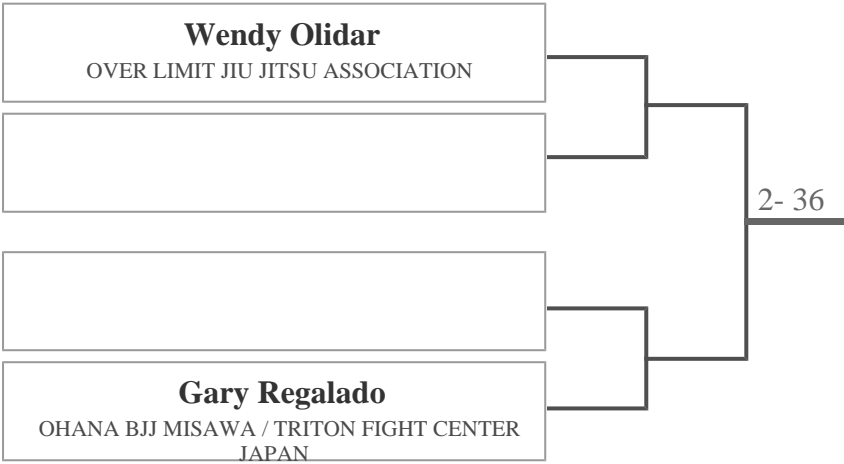 Wendy Olidar
OVER LIMIT JIU JITSU ASSOCIATION
2- 36
Gary Regalado
OHANA BJJ MISAWA / TRITON FIGHT CENTER
JAPAN